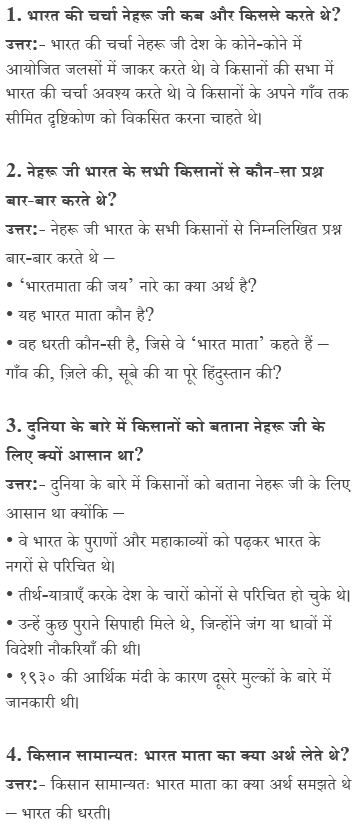 1. भारत की चर्चा नेहरू जी कब और किससे करते थे?
उत्तर:- भारत की चर्चा नेहरू जी देश के कोने-कोने में
आयोजित जलसों में जाकर करते थे। वे किसानों की सभा में
भारत की चर्चा अवश्य करते थे। वे किसानों के अपने गाँव तक
सीमित दृष्टिकोण को विकसित करना चाहते थे।
2. नेहरू जी भारत के सभी किसानों से कौन-सा प्रश्न
बार-बार करते थे?
उत्तर:- नेहरू जी भारत के सभी किसानों से निम्नलिखित प्रश्न
बार-बार करते थे –
• ‘भारतमाता की जय’ नारे का क्या अर्थ है?
• यह भारत माता कौन है?
• वह धरती कौन-सी है, जिसे वे ‘भारत माता’ कहते हैं –
गाँव की, ज़िले की, सूबे की या पूरे हिंदुस्तान की?
3. दुनिया के बारे में किसानों को बताना नेहरू जी के
लिए क्यों आसान था?
उत्तर:- दुनिया के बारे में किसानों को बताना नेहरू जी के लिए
आसान था क्योंकि –
• वे भारत के पुराणों और महाकाव्यों को पढ़कर भारत के
नगरों से परिचित थे।
• तीर्थ-यात्राएँ करके देश के चारों कोनों से परिचित हो चुके थे।
• उन्हें कुछ पुराने सिपाही मिले थे, जिन्होंने जंग या धावों में
विदेशी नौकरियाँ की थी।
• १९३० की आर्थिक मंदी के कारण दूसरे मुल्कों के बारे में
जानकारी थी।
4. किसान सामान्यतः भारत माता का क्या अर्थ लेते थे?
उत्तर:- किसान सामान्यतः भारत माता का क्या अर्थ समझते थे
– भारत की धरती।